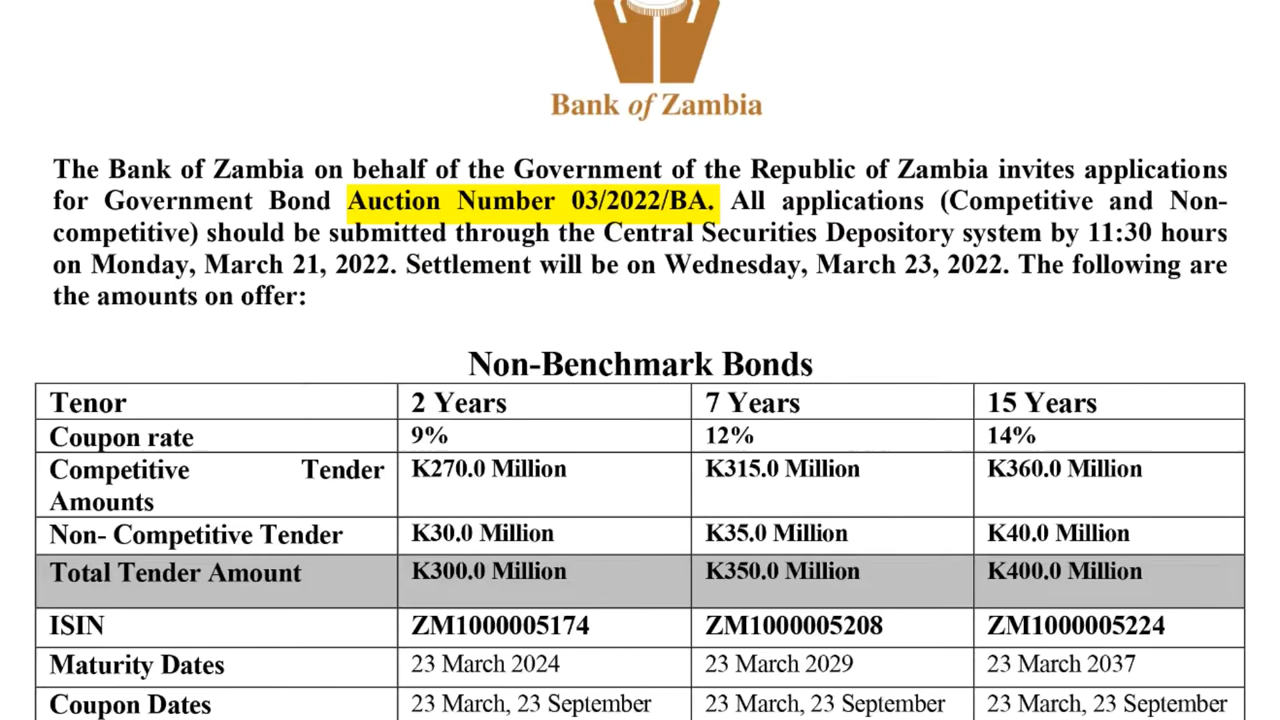 Bank of Zambia
The Bank of Zambia on behalf of the Government of the Republic of Zambia invites applications
for Government Bond Auction Number 03/2022/BA. All applications (Competitive and Non-
competitive) should be submitted through the Central Securities Depository system by 11:30 hours
on Monday, March 21, 2022. Settlement will be on Wednesday, March 23, 2022. The following are
the amounts on offer:
Non-Benchmark Bonds
Tenor 2 Years 7 Years 15 Years
Coupon rate 9% 12% 14%
Competitive Tender K270.0 Million K315.0 Million K360.0 Million
Amounts
Non- Competitive Tender K30.0 Million K35.0 Million K40.0 Million
Total Tender Amount K300.0 Million K350.0 Million K400.0 Million
ISIN ZM1000005174 ZM1000005208 ZM1000005224
Maturity Dates 23 March 2024 23 March 2029 23 March 2037
Coupon Dates 23 March, 23 September 23 March, 23 September 23 March, 23 September